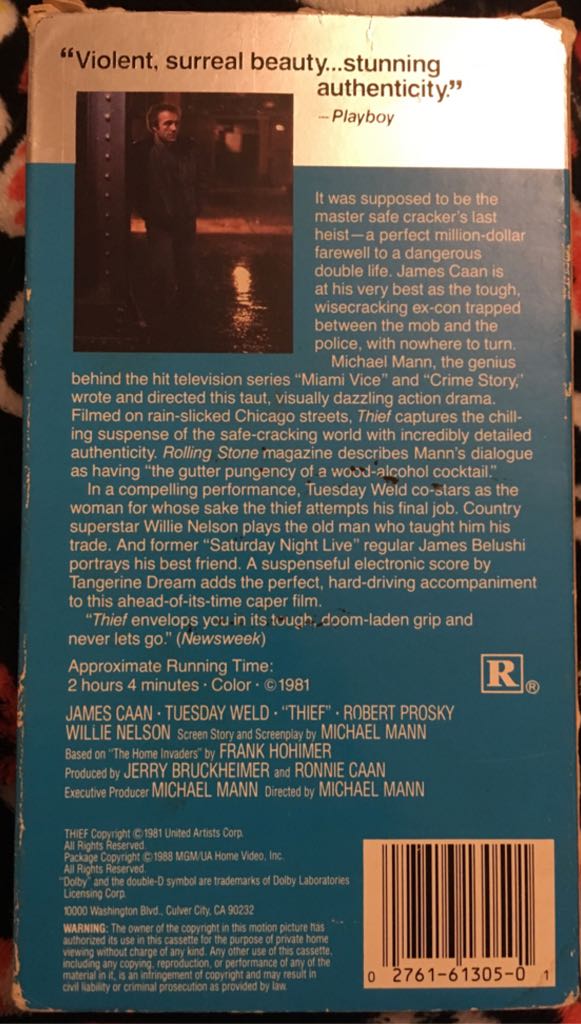 “Violent, surreal beauty...stunning
authenticity.”
—Playboy
It was supposed to be the
master safe cracker's last
heist—a perfect million-dollar
farewell to a dangerous
double life. James Caan is
at his very best as the tough,
wisecracking ex-con trapped
between the mob and the
police, with nowhere to turn.
Michael Mann, the genius
behind the hit television series “Miami Vice” and “Crime Story,”
wrote and directed this taut, visually dazzling action drama.
Filmed on rain-slicked Chicago streets, Thief captures the chill-
ing suspense of the safe-cracking world with incredibly detailed
authenticity. Rolling Stone magazine describes Mann's dialogue
as having “the gutter pungency of a wood-alcohol cocktail.”
In a compelling performance, Tuesday Weld co-stars as the
woman for whose sake the thief attempts his final job. Country
superstar Willie Nelson plays the old man who taught him his
trade. And former “Saturday Night Live” regular James Belushi
portrays his best friend. A suspenseful electronic score by
Tangerine Dream adds the perfect, hard-driving accompaniment
to this ahead-of-its-time caper film.
“Thief envelops you in its tough, doom-laden grip and
never lets go.” (Newsweek)
Approximate Running Time:
2 hours 4 minutes · Color · ©1981
R®
JAMES CAAN · TUESDAY WELD · “THIEF” · ROBERT PROSKY
WILLIE NELSON Screen Story and Screenplay by MICHAEL MANN
Based on “The Home Invaders” by FRANK HOHIMER
Produced by JERRY BRUCKHEIMER and RONNIE CAAN
Executive Producer MICHAEL MANN Directed by MICHAEL MANN
THIEF Copyright ©1981 United Artists Corp.
All Rights Reserved.
Package Copyright ©1988 MGM/UA Home Video, Inc.
All Rights Reserved.
“Dolby” and the double-D symbol are trademarks of Dolby Laboratories
Licensing Corp.
10000 Washington Blvd., Culver City, CA 90232
WARNING: The owner of the copyright in this motion picture has
authorized its use in this cassette for the purpose of private home
viewing without charge of any kind. Any other use of this cassette,
including any copying, reproduction, or performance of any of the
material in it, is an infringement of copyright and may result in
civil liability or criminal prosecution as provided by law.
0 2761-61305-0 1